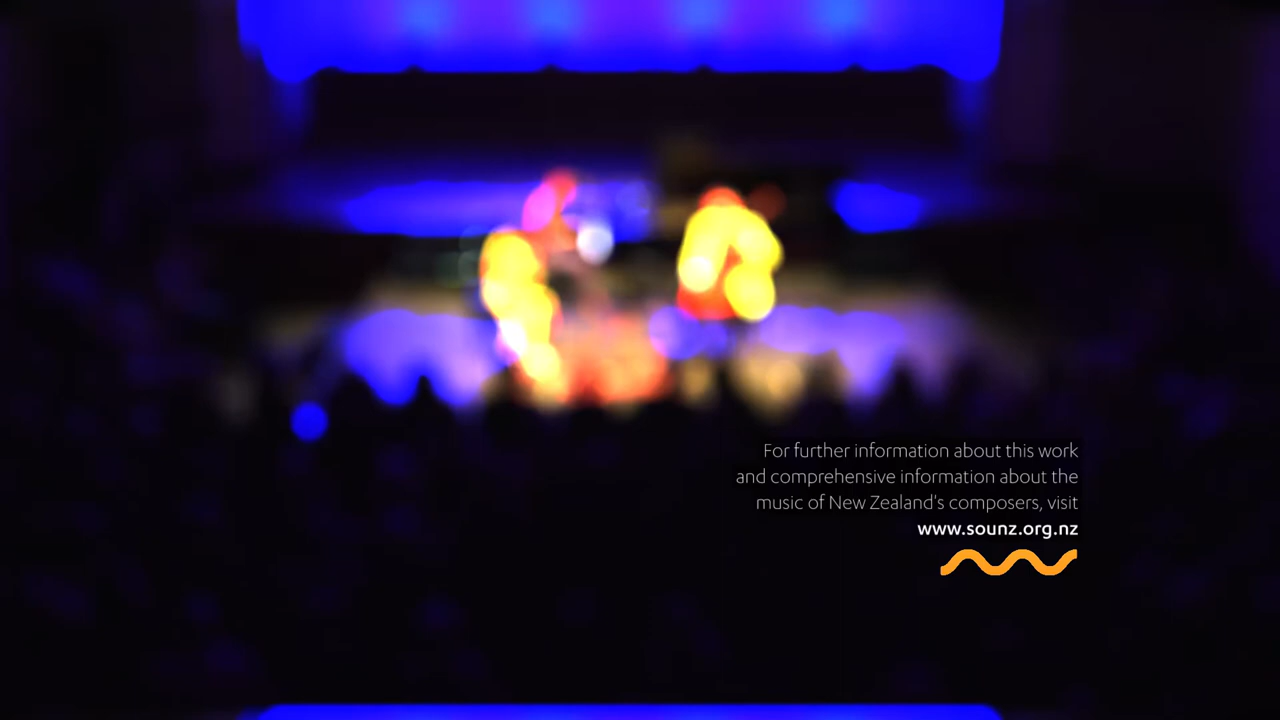 For further information about this work
and comprehensive information about the
music of New Zealand's composers, visit
www.sounz.org.nz